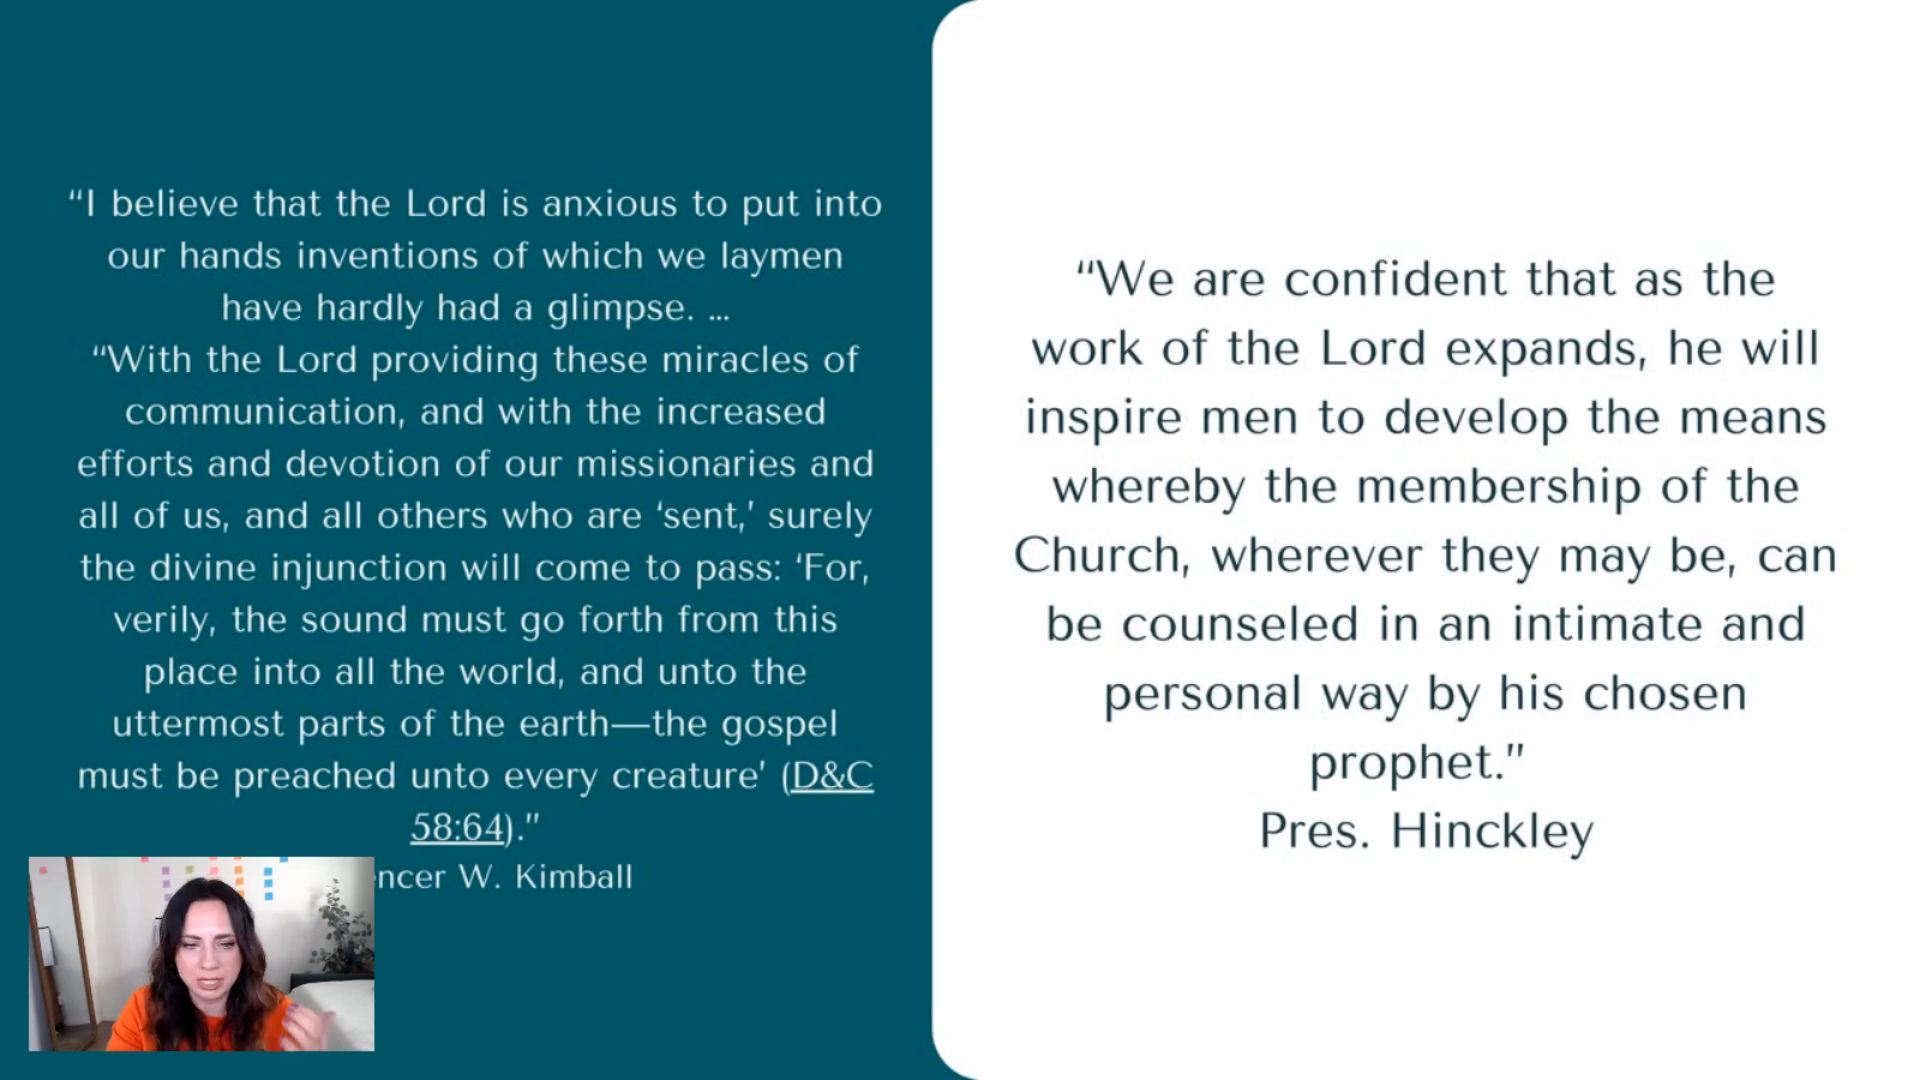 “I believe that the Lord is anxious to put into
our hands inventions of which we laymen
have hardly had a glimpse. ...
“With the Lord providing these miracles of
communication, and with the increased
efforts and devotion of our missionaries and
all of us, and all others who are ‘sent,’ surely
the divine injunction will come to pass: ‘For,
verily, the sound must go forth from this
place into all the world, and unto the
uttermost parts of the earth—the gospel
must be preached unto every creature’ (D&C
58:64).”
W. Kimball
“We are confident that as the
work of the Lord expands, he will
inspire men to develop the means
whereby the membership of the
Church, wherever they may be, can
be counseled in an intimate and
personal way by his chosen
prophet.”
Pres. Hinckley